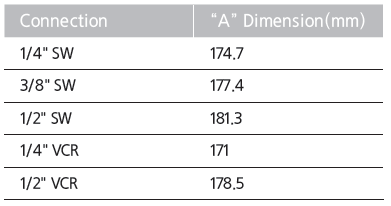 Connection “A” Dimension(mm)
1/4" SW 174.7
3/8" SW 177.4
1/2" SW 181.3
1/4" VCR 171
1/2" VCR 178.5